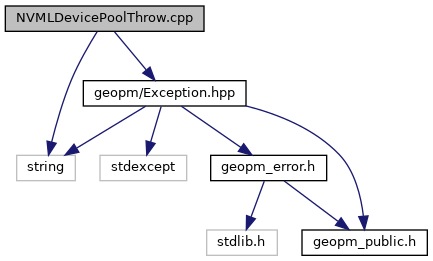 NVMLDevicePoolThrow.cpp
geopm/Exception.hpp
string
stdexcept
geopm_error.h
stdlib.h
geopm_public.h